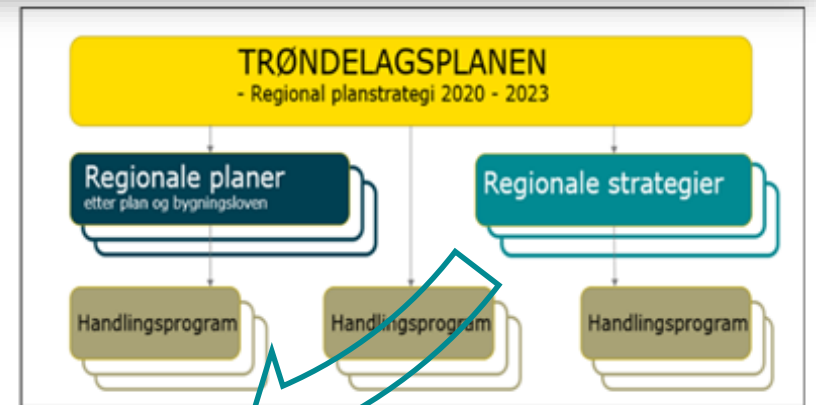 TRØNDELAGSPLANEN
- Regional planstrategi 2020 - 2023
Regionale planer
etter plan og bygningsloven
Regionale strategier
Handlingsprogram
Handlingsprogram
Handlingsprogram